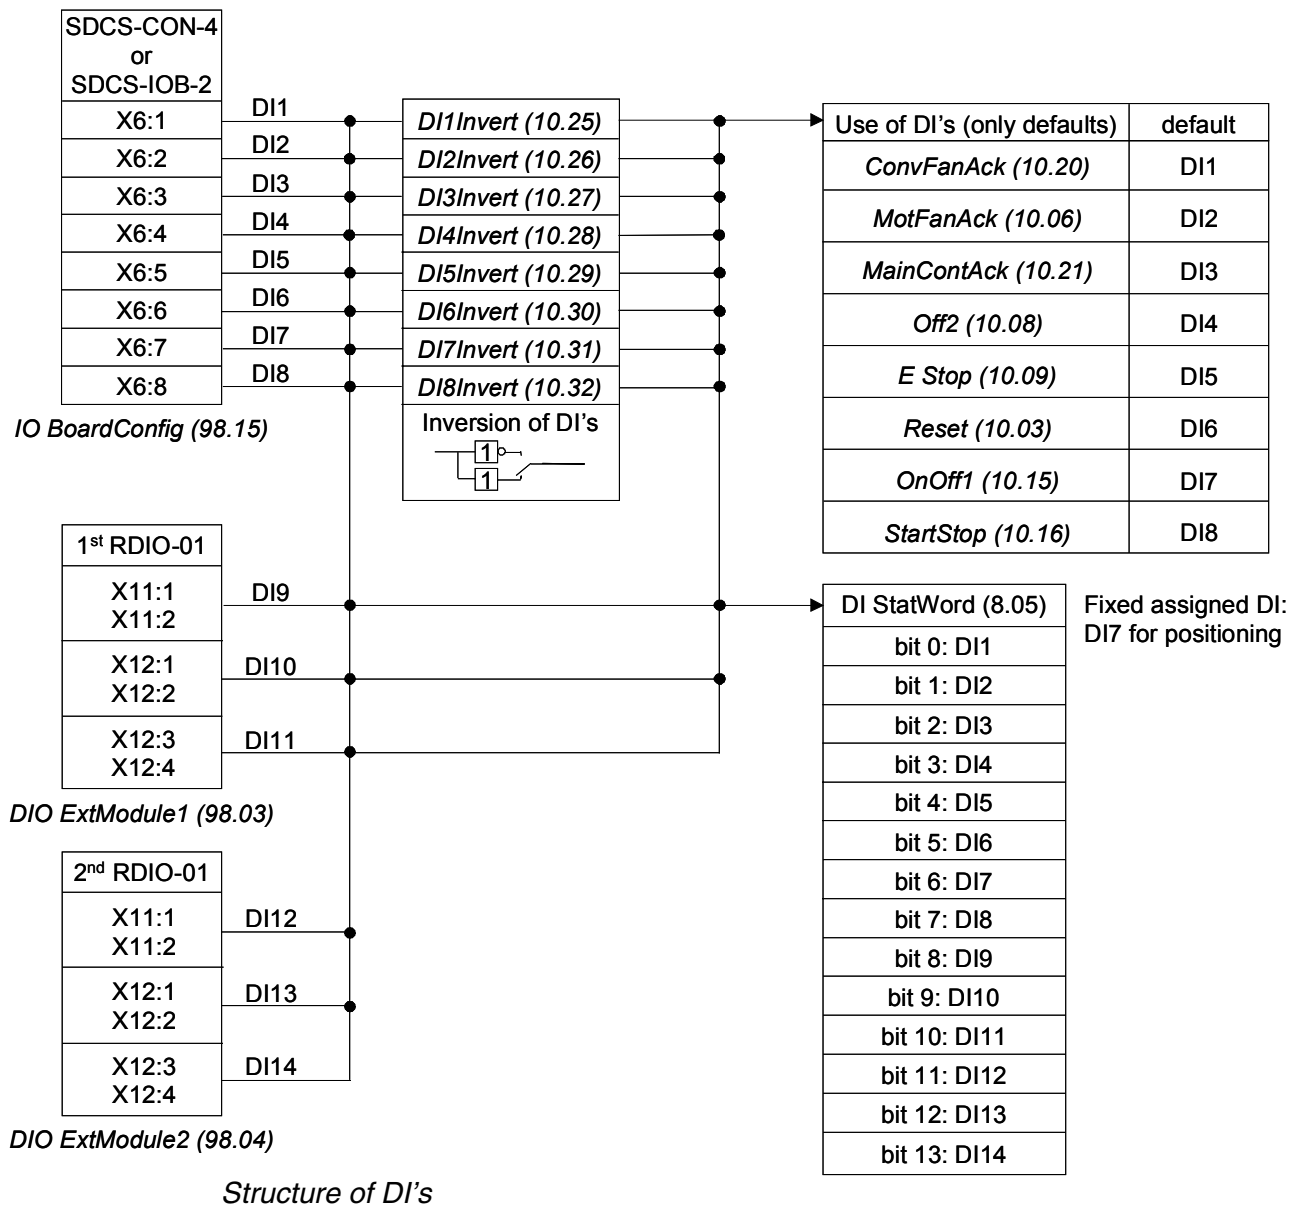 SDCS-CON-4
or
SDCS-IOB-2
X6:1
X6:2
X6:3
X6:4
X6:5
X6:6
X6:7
X6:8
DI1
DI2
DI3
DI4
DI5
DI6
DI7
DI8
IO BoardConfig (98.15)
DI1Invert (10.25)
DI2Invert (10.26)
DI3Invert (10.27)
DI4Invert (10.28)
DI5Invert (10.29)
DI6Invert (10.30)
DI7Invert (10.31)
DI8Invert (10.32)
Inversion of DI's
1
1
Use of DI's (only defaults) default
ConvFanAck (10.20) DI1
MotFanAck (10.06) DI2
MainContAck (10.21) DI3
Off2 (10.08) DI4
E Stop (10.09) DI5
Reset (10.03) DI6
OnOff1 (10.15) DI7
StartStop (10.16) DI8
1st RDIO-01
X11:1
X11:2
DI9
X12:1
X12:2
DI10
X12:3
X12:4
DI11
DIO ExtModule1 (98.03)
2nd RDIO-01
X11:1
X11:2
DI12
X12:1
X12:2
DI13
X12:3
X12:4
DI14
DIO ExtModule2 (98.04)
DI StatWord (8.05)
bit 0: DI1
bit 1: DI2
bit 2: DI3
bit 3: DI4
bit 4: DI5
bit 5: DI6
bit 6: DI7
bit 7: DI8
bit 8: DI9
bit 9: DI10
bit 10: DI11
bit 11: DI12
bit 12: DI13
bit 13: DI14
Fixed assigned DI:
DI7 for positioning
Structure of DI's